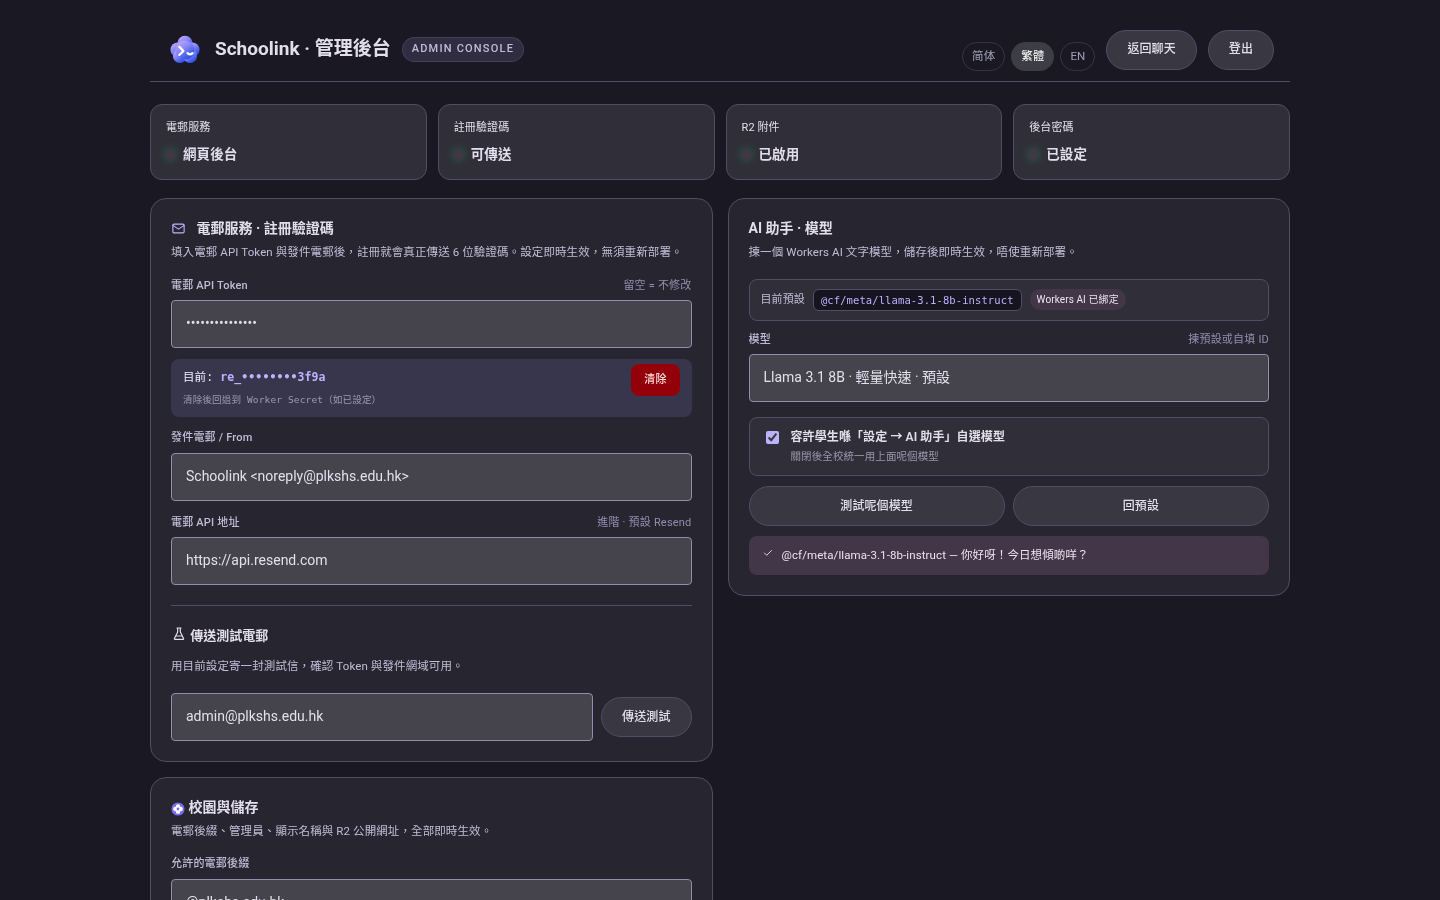 Schoolink · 管理後台
ADMIN CONSOLE
简体
繁體
EN
返回聊天
登出
電郵服務
網頁後台
註冊驗證碼
可傳送
R2 附件
已啟用
後台密碼
已設定
電郵服務 · 註冊驗證碼
填入電郵 API Token 與發件電郵後，註冊就會真正傳送 6 位驗證碼。設定即時生效，無須重新部署。
電郵 API Token
留空 = 不修改
•••••••••••••••
目前: re_••••••••3f9a
清除後回退到 Worker Secret（如已設定）
清除
發件電郵 / From
Schoolink <noreply@plkshs.edu.hk>
電郵 API 地址
進階 · 預設 Resend
https://api.resend.com
傳送測試電郵
用目前設定寄一封測試信，確認 Token 與發件網域可用。
admin@plkshs.edu.hk
傳送測試
校園與儲存
電郵後綴、管理員、顯示名稱與 R2 公開網址，全部即時生效。
允許的電郵後綴
AI 助手 · 模型
揀一個 Workers AI 文字模型，儲存後即時生效，唔使重新部署。
目前預設
@cf/meta/llama-3.1-8b-instruct
Workers AI 已綁定
模型
揀預設或自填 ID
Llama 3.1 8B · 輕量快速 · 預設
容許學生喺「設定 → AI 助手」自選模型
關閉後全校統一用上面呢個模型
測試呢個模型
回預設
@cf/meta/llama-3.1-8b-instruct — 你好呀！今日想傾啲咩？